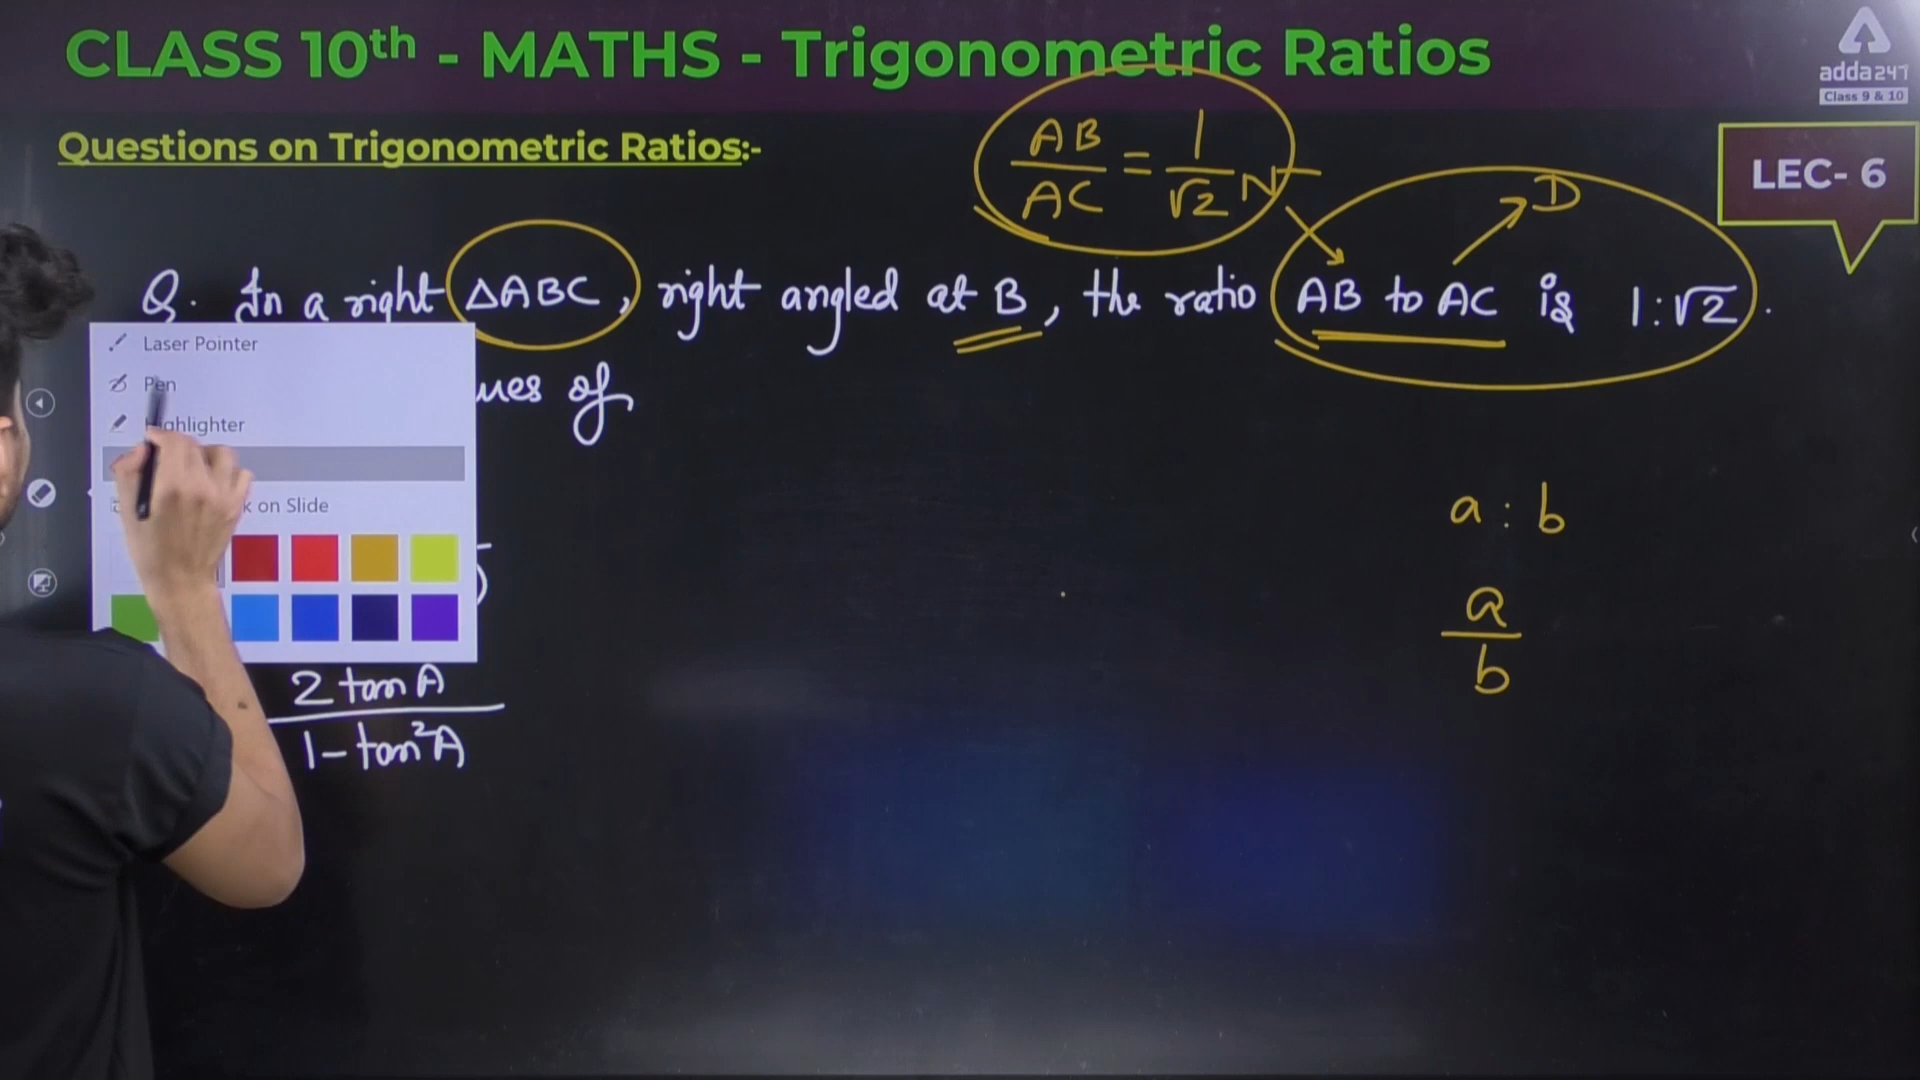 CLASS 10th - MATHS - Trigonometric Ratios
adda247
Class 9 & 10
Questions on Trigonometric Ratios:-
LEC- 6
AB/AC = 1/√2
N
D
Q. In a right ΔABC, right angled at B, the ratio AB to AC is 1:√2.
of
Laser Pointer
Pen
Highlighter
on Slide
a : b
a/b
2 tan A
1 - tan²A